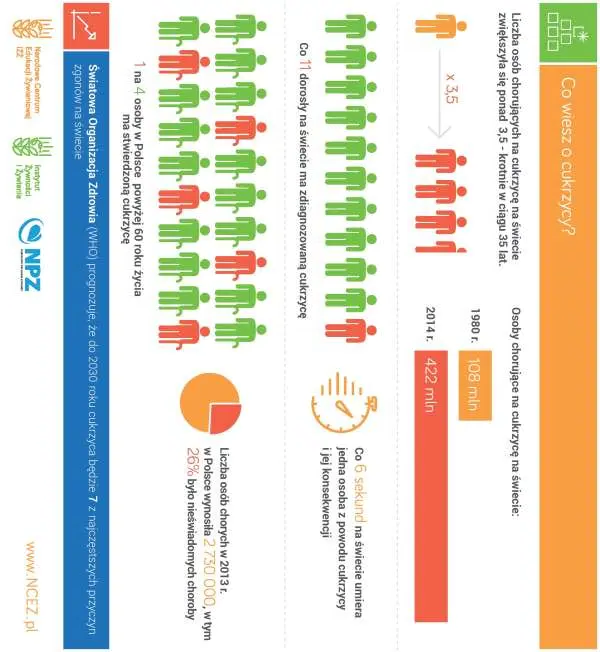 Co wiesz o cukrzycy?
Liczba osób chorujących na cukrzycę na świecie
zwiększyła się ponad 3,5 - krotnie w ciągu 35 lat.
x 3,5
Osoby chorujące na cukrzycę na świecie:
1980 r.
108 mln
2014 r.
422 mln
Co 11 dorosły na świecie ma zdiagnozowaną cukrzycę
Co 6 sekund na świecie umiera
jedna osoba z powodu cukrzycy
i jej konsekwencji
1 na 4 osoby w Polsce powyżej 60 roku życia
ma stwierdzoną cukrzycę
Liczba osób chorych w 2013 r.
w Polsce wynosiła 2 730 000, w tym
26% było nieświadomych choroby
Światowa Organizacja Zdrowia (WHO) prognozuje, że do 2030 roku cukrzyca będzie 7 z najczęstszych przyczyn
zgonów na świecie
Narodowe Centrum
Edukacji Żywieniowej
IŻŻ
Instytut
Żywności
i Żywienia
NPZ
www.NCEZ.pl